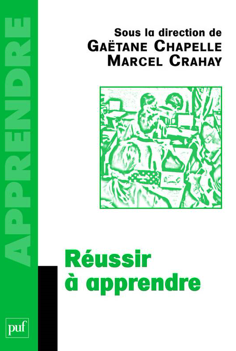 APPRENDRE
Sous la direction de
GAËTANE CHAPELLE
MARCEL CRAHAY
Réussir
à apprendre
puf